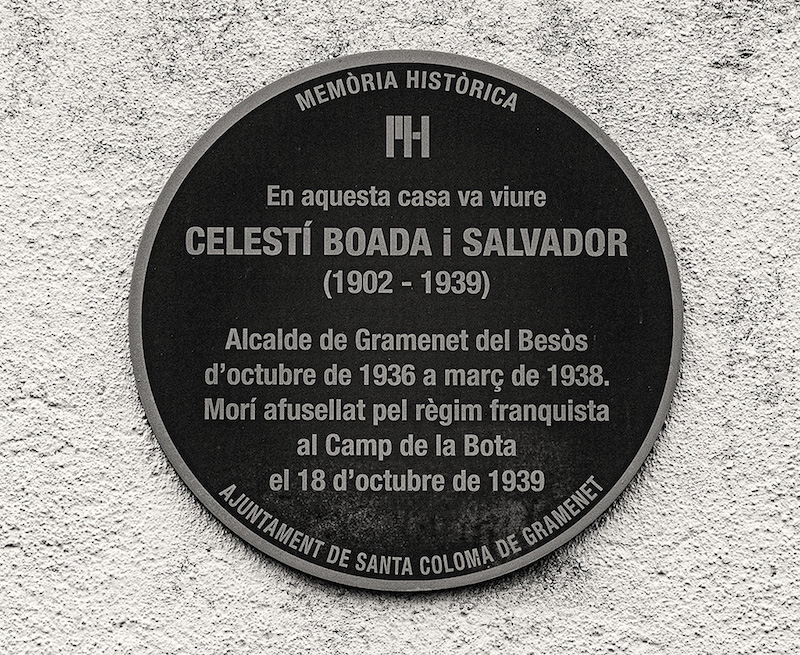 MEMÒRIA HISTÒRICA
MH
En aquesta casa va viure
CELESTÍ BOADA i SALVADOR
(1902 - 1939)
Alcalde de Gramenet del Besòs
d'octubre de 1936 a març de 1938.
Morí afusellat pel règim franquista
al Camp de la Bota
el 18 d'octubre de 1939
AJUNTAMENT DE SANTA COLOMA DE GRAMENET